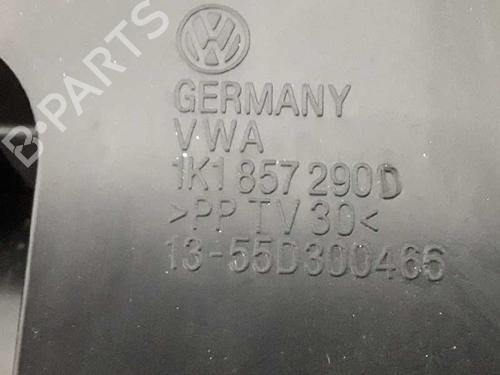 B-PARTS
GERMANY
VWA
1K1 857 290D
>PP TV 30<
13-55D300466